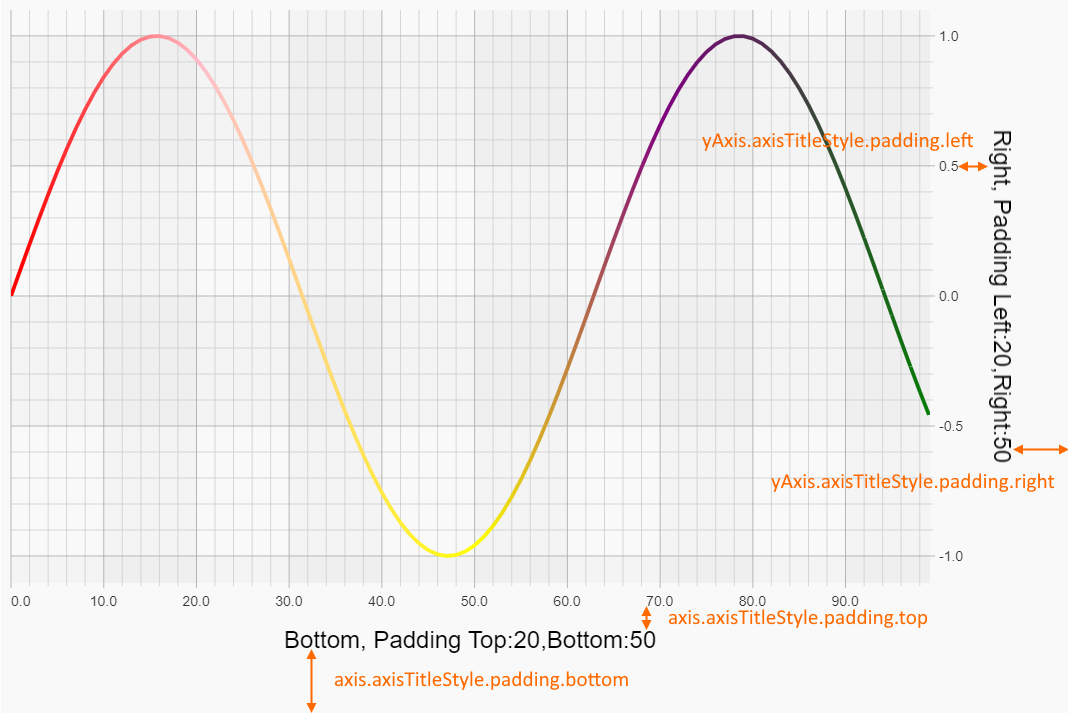 1.0
yAxis.axisTitleStyle.padding.left
0.5
Right, Padding Left:20,Right:50
0.0
-0.5
yAxis.axisTitleStyle.padding.right
-1.0
0.0 10.0 20.0 30.0 40.0 50.0 60.0 70.0 80.0 90.0
axis.axisTitleStyle.padding.top
Bottom, Padding Top:20,Bottom:50
axis.axisTitleStyle.padding.bottom